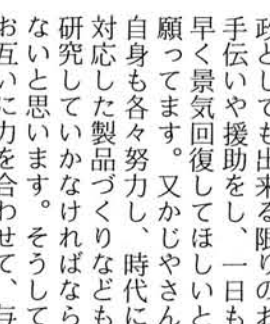 政としても出来る限りのお
手伝いや援助をし、一日も
早く景気回復してほしいと
願ってます。又かじやさん
自身も各々努力し、時代に
対応した製品づくりなども
研究していかなければなら
ないと思います。そうして
お互いに力を合わせて、与